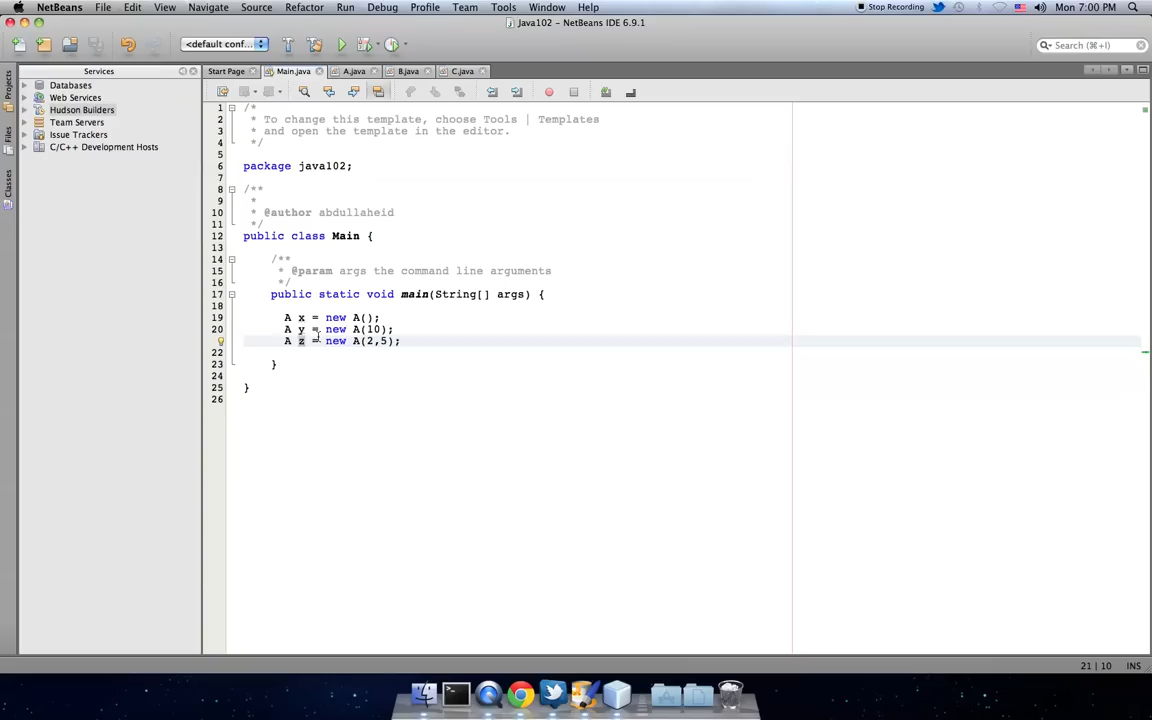 NetBeans File Edit View Navigate Source Refactor Run Debug Profile Team Tools Window Help Stop Recording Mon 7:00 PM
Java102 - NetBeans IDE 6.9.1
<default conf... Search (⌘+I)
Services Start Page Main.java A.java B.java C.java
Projects
Files
Classes
Databases
Web Services
Hudson Builders
Team Servers
Issue Trackers
C/C++ Development Hosts
1 /*
2 * To change this template, choose Tools | Templates
3 * and open the template in the editor.
4 */
5
6 package java102;
7
8 /**
9 *
10 * @author abdullaheid
11 */
12 public class Main {
13
14 /**
15 * @param args the command line arguments
16 */
17 public static void main(String[] args) {
18
19 A x = new A();
20 A y = new A(10);
A z = new A(2,5);
22
23 }
24
25 }
26
21 | 10 INS